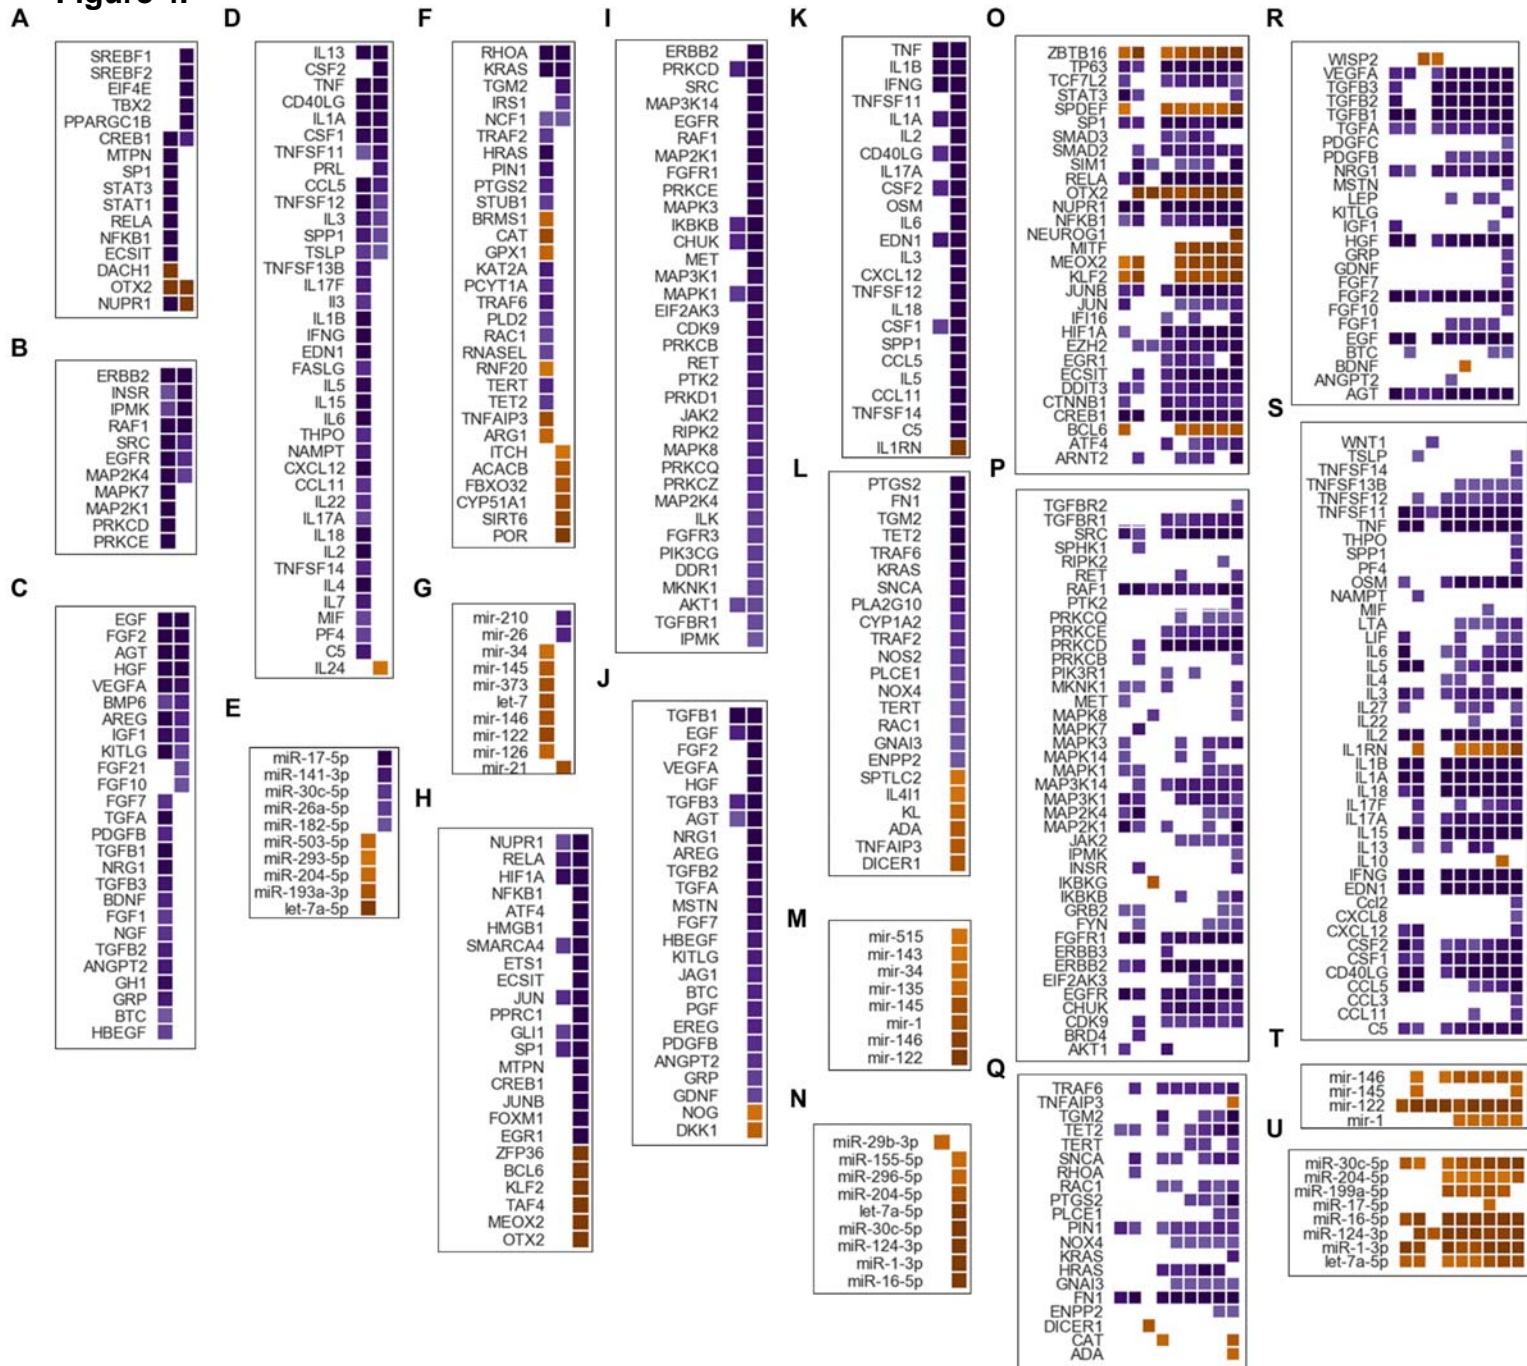 A
SREBF1
SREBF2
EIF4E
TBX2
PPARGC1B
CREB1
MTPN
SP1
STAT3
STAT1
RELA
NFKB1
ECSIT
DACH1
OTX2
NUPR1
B
ERBB2
INSR
IPMK
RAF1
SRC
EGFR
MAP2K4
MAPK7
MAP2K1
PRKCD
PRKCE
C
EGF
FGF2
AGT
HGF
VEGFA
BMP6
AREG
IGF1
KITLG
FGF21
FGF10
FGF7
TGFA
PDGFB
TGFB1
NRG1
TGFB3
BDNF
FGF1
NGF
TGFB2
ANGPT2
GH1
GRP
BTC
HBEGF
D
IL13
CSF2
TNF
CD40LG
IL1A
CSF1
TNFSF11
PRL
CCL5
TNFSF12
IL3
SPP1
TSLP
TNFSF13B
IL17F
Il3
IL1B
IFNG
EDN1
FASLG
IL5
IL15
IL6
THPO
NAMPT
CXCL12
CCL11
IL22
IL17A
IL18
IL2
TNFSF14
IL4
IL7
MIF
PF4
C5
IL24
E
miR-17-5p
miR-141-3p
miR-30c-5p
miR-26a-5p
miR-182-5p
miR-503-5p
miR-293-5p
miR-204-5p
miR-193a-3p
let-7a-5p
F
RHOA
KRAS
TGM2
IRS1
NCF1
TRAF2
HRAS
PIN1
PTGS2
STUB1
BRMS1
CAT
GPX1
KAT2A
PCYT1A
TRAF6
PLD2
RAC1
RNASEL
RNF20
TERT
TET2
TNFAIP3
ARG1
ITCH
ACACB
FBXO32
CYP51A1
SIRT6
POR
G
mir-210
mir-26
mir-34
mir-145
mir-373
let-7
mir-146
mir-122
mir-126
mir-21
H
NUPR1
RELA
HIF1A
NFKB1
ATF4
HMGB1
SMARCA4
ETS1
ECSIT
JUN
PPRC1
GLI1
SP1
MTPN
CREB1
JUNB
FOXM1
EGR1
ZFP36
BCL6
KLF2
TAF4
MEOX2
OTX2
I
ERBB2
PRKCD
SRC
MAP3K14
EGFR
RAF1
MAP2K1
FGFR1
PRKCE
MAPK3
IKBKB
CHUK
MET
MAP3K1
MAPK1
EIF2AK3
CDK9
PRKCB
RET
PTK2
PRKD1
JAK2
RIPK2
MAPK8
PRKCQ
PRKCZ
MAP2K4
ILK
FGFR3
PIK3CG
DDR1
MKNK1
AKT1
TGFBR1
IPMK
J
TGFB1
EGF
FGF2
VEGFA
HGF
TGFB3
AGT
NRG1
AREG
TGFB2
TGFA
MSTN
FGF7
HBEGF
KITLG
JAG1
BTC
PGF
EREG
PDGFB
ANGPT2
GRP
GDNF
NOG
DKK1
K
TNF
IL1B
IFNG
TNFSF11
IL1A
IL2
CD40LG
IL17A
CSF2
OSM
IL6
EDN1
IL3
CXCL12
TNFSF12
IL18
CSF1
SPP1
CCL5
IL5
CCL11
TNFSF14
C5
IL1RN
L
PTGS2
FN1
TGM2
TET2
TRAF6
KRAS
SNCA
PLA2G10
CYP1A2
TRAF2
NOS2
PLCE1
NOX4
TERT
RAC1
GNAI3
ENPP2
SPTLC2
IL4I1
KL
ADA
TNFAIP3
DICER1
M
mir-515
mir-143
mir-34
mir-135
mir-145
mir-1
mir-146
mir-122
N
miR-29b-3p
miR-155-5p
miR-296-5p
miR-204-5p
let-7a-5p
miR-30c-5p
miR-124-3p
miR-1-3p
miR-16-5p
O
ZBTB16
TP63
TCF7L2
STAT3
SPDEF
SP1
SMAD3
SMAD2
SIM1
RELA
OTX2
NUPR1
NFKB1
NEUROG1
MITF
MEOX2
KLF2
JUNB
JUN
IFI16
HIF1A
EZH2
EGR1
ECSIT
DDIT3
CTNNB1
CREB1
BCL6
ATF4
ARNT2
P
TGFBR2
TGFBR1
SRC
SPHK1
RIPK2
RET
RAF1
PTK2
PRKCQ
PRKCE
PRKCD
PRKCB
PIK3R1
MKNK1
MET
MAPK8
MAPK7
MAPK3
MAPK14
MAPK1
MAP3K14
MAP3K1
MAP2K4
MAP2K1
JAK2
IPMK
INSR
IKBKG
IKBKB
GRB2
FYN
FGFR1
ERBB3
ERBB2
EIF2AK3
EGFR
CHUK
CDK9
BRD4
AKT1
Q
TRAF6
TNFAIP3
TGM2
TET2
TERT
SNCA
RHOA
RAC1
PTGS2
PLCE1
PIN1
NOX4
KRAS
HRAS
GNAI3
FN1
ENPP2
DICER1
CAT
ADA
R
WISP2
VEGFA
TGFB3
TGFB2
TGFB1
TGFA
PDGFC
PDGFB
NRG1
MSTN
LEP
KITLG
IGF1
HGF
GRP
GDNF
FGF7
FGF2
FGF10
FGF1
EGF
BTC
BDNF
ANGPT2
AGT
S
WNT1
TSLP
TNFSF14
TNFSF13B
TNFSF12
TNFSF11
TNF
THPO
SPP1
PF4
OSM
NAMPT
MIF
LTA
LIF
IL6
IL5
IL4
IL3
IL27
IL22
IL2
IL1RN
IL1B
IL1A
IL18
IL17F
IL17A
IL15
IL13
IL10
IFNG
EDN1
Ccl2
CXCL8
CXCL12
CSF2
CSF1
CD40LG
CCL5
CCL3
CCL11
C5
T
mir-146
mir-145
mir-122
mir-1
U
miR-30c-5p
miR-204-5p
miR-199a-5p
miR-17-5p
miR-16-5p
miR-124-3p
miR-1-3p
let-7a-5p